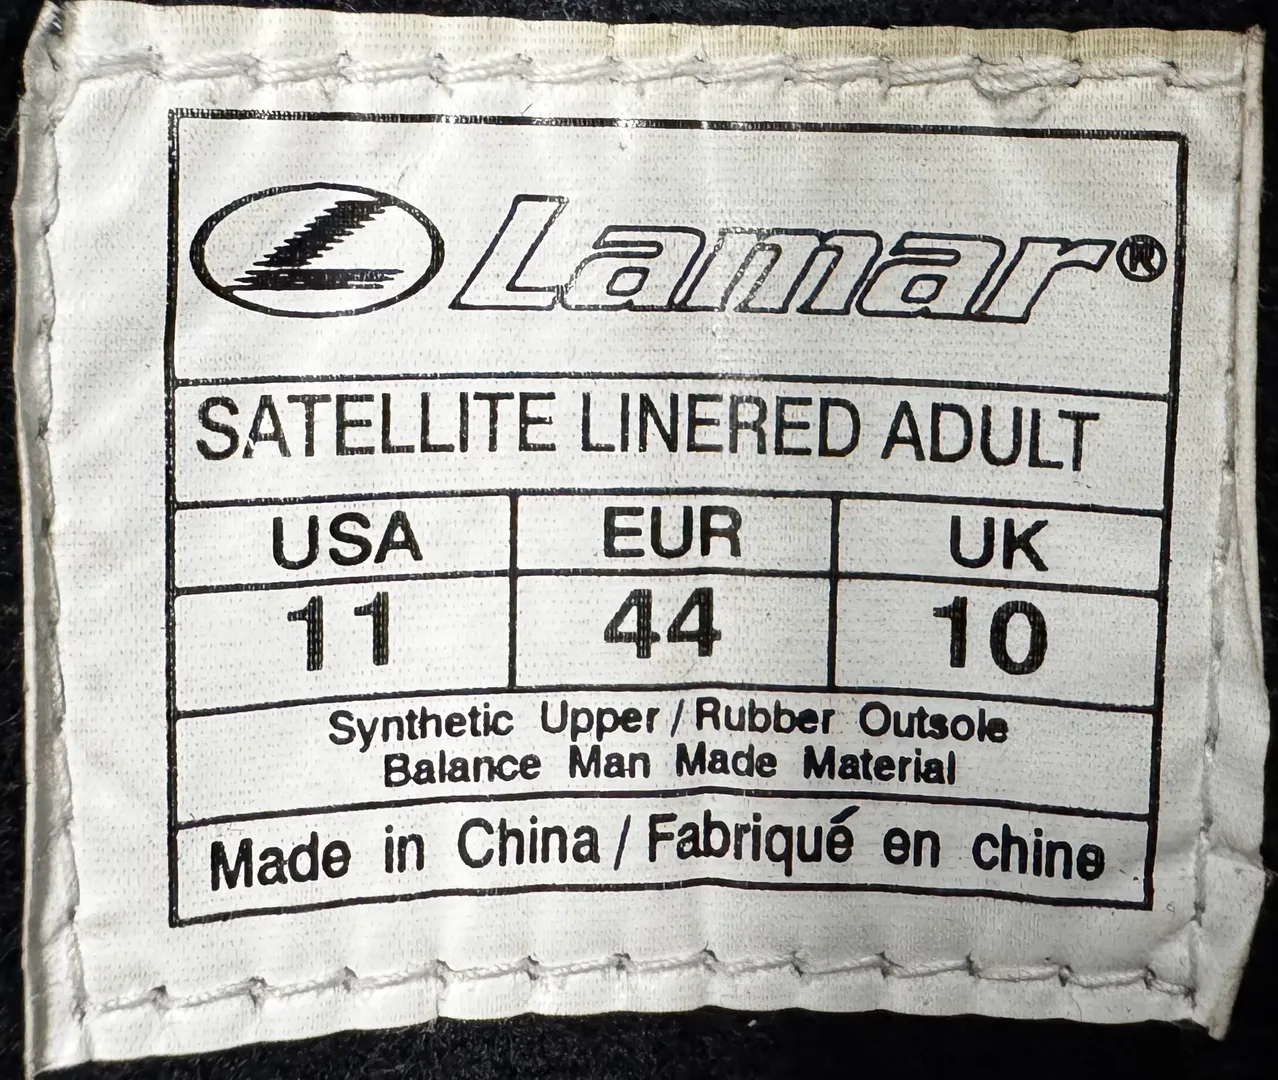 Lamar®
SATELLITE LINERED ADULT
USA EUR UK
11 44 10
Synthetic Upper / Rubber Outsole
Balance Man Made Material
Made in China / Fabriqué en chine